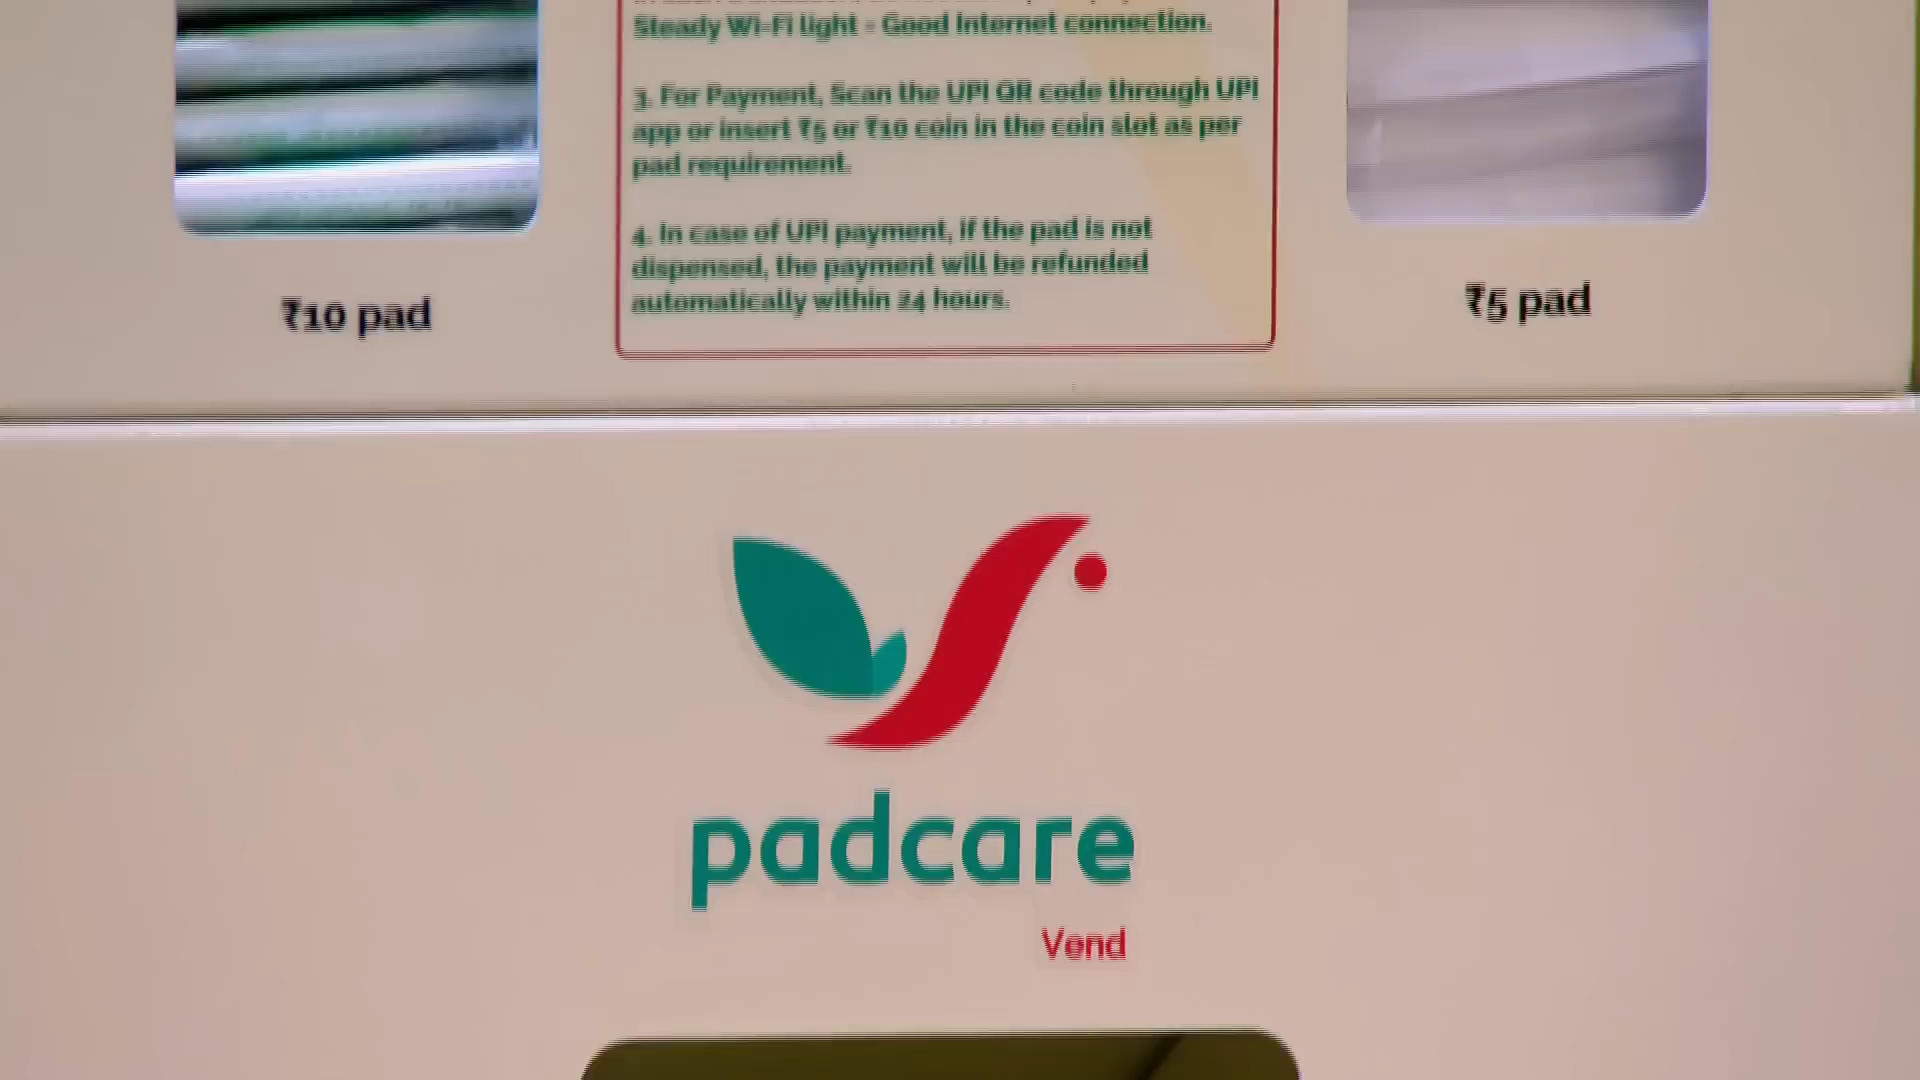 Steady Wi-Fi light - Good Internet connection.
3. For Payment, Scan the UPI QR code through UPI
app or insert ₹5 or ₹10 coin in the coin slot as per
pad requirement.
4. In case of UPI payment, if the pad is not
dispensed, the payment will be refunded
automatically within 24 hours.
₹10 pad
₹5 pad
padcare
Vend